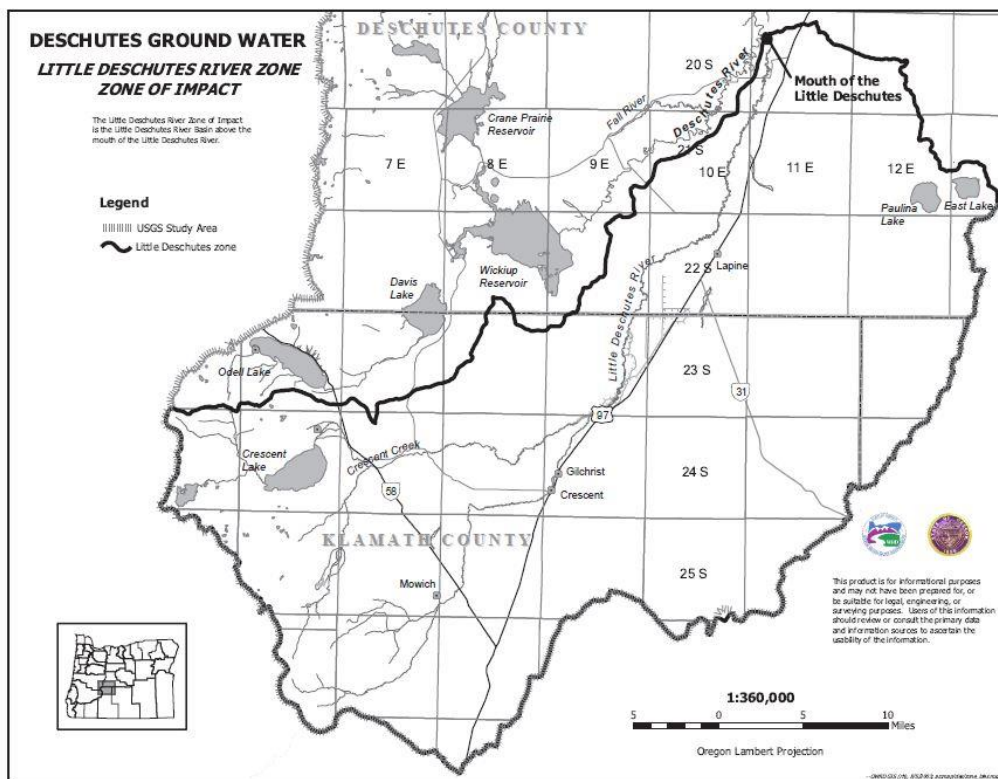 DESCHUTES GROUND WATER
LITTLE DESCHUTES RIVER ZONE
ZONE OF IMPACT
The Little Deschutes River Zone of Impact
is the Little Deschutes River Basin above the
mouth of the Little Deschutes River.
Legend
USGS Study Area
Little Deschutes zone
DESCHUTES COUNTY
20 S
Mouth of the
Little Deschutes
Deschutes River
Fall River
Crane Prairie
Reservoir
21 S
7 E
8 E
9 E
10 E
11 E
12 E
Paulina
Lake
East Lake
Wickiup
Reservoir
Davis
Lake
22 S
Lapine
Little Deschutes River
Odell Lake
23 S
31
97
Crescent
Lake
Crescent Creek
58
Gilchrist
Crescent
24 S
KLAMATH COUNTY
Mowich
25 S
This product is for informational purposes
and may not have been prepared for, or
be suitable for legal, engineering, or
surveying purposes. Users of this information
should review or consult the primary data
and information sources to ascertain the
usability of the information.
1:360,000
5 0 5 10
Miles
Oregon Lambert Projection